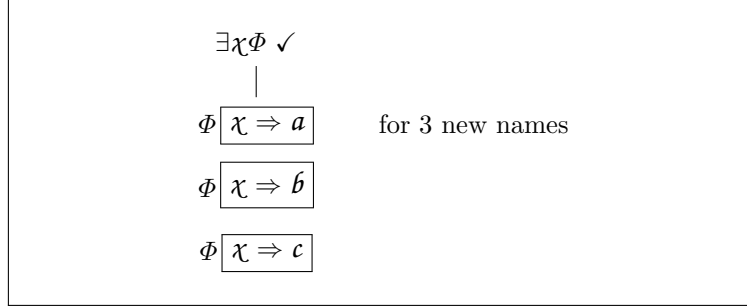 ∃χΦ ✓
Φ χ ⇒ a for 3 new names
Φ χ ⇒ b
Φ χ ⇒ c